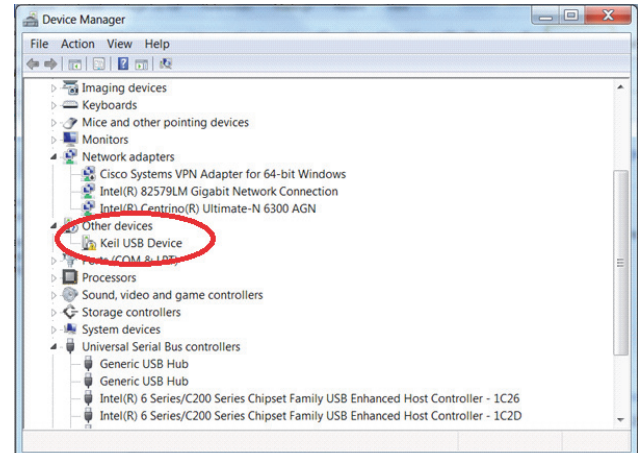 Device Manager
File Action View Help
Imaging devices
Keyboards
Mice and other pointing devices
Monitors
Network adapters
Cisco Systems VPN Adapter for 64-bit Windows
Intel(R) 82579LM Gigabit Network Connection
Intel(R) Centrino(R) Ultimate-N 6300 AGN
Other devices
Keil USB Device
Ports (COM & LPT)
Processors
Sound, video and game controllers
Storage controllers
System devices
Universal Serial Bus controllers
Generic USB Hub
Generic USB Hub
Intel(R) 6 Series/C200 Series Chipset Family USB Enhanced Host Controller - 1C26
Intel(R) 6 Series/C200 Series Chipset Family USB Enhanced Host Controller - 1C2D